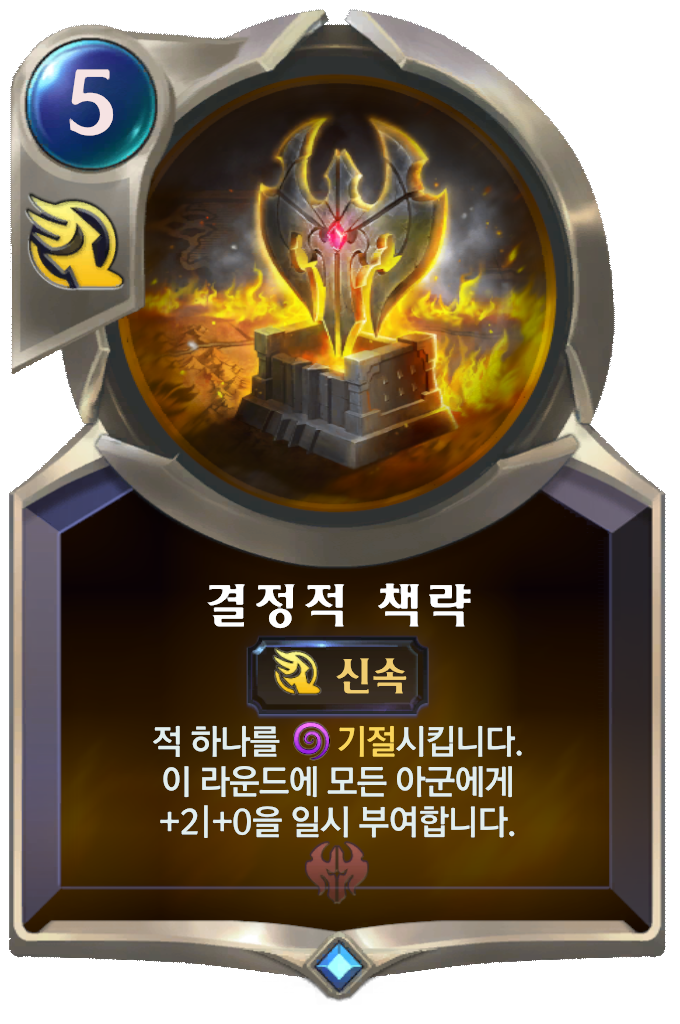 5
결정적 책략
신속
적 하나를 기절시킵니다.
이 라운드에 모든 아군에게
+2|+0을 일시 부여합니다.